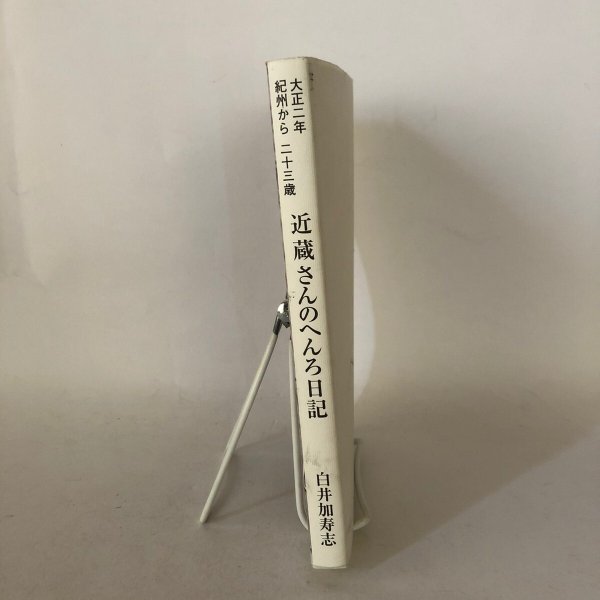 大正二年
紀州から 二十三歳
近蔵さんのへんろ日記
白井加寿志